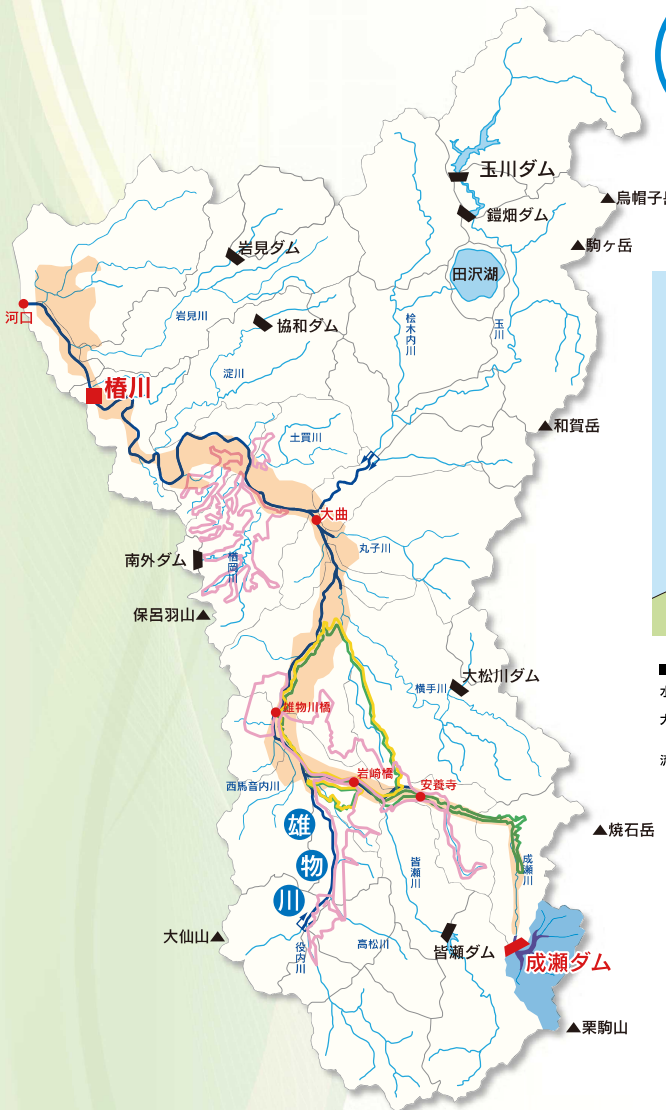 玉川ダム
烏帽子
鎧畑ダム
駒ヶ岳
岩見ダム
田沢湖
河口
岩見川
協和ダム
桧木内川
玉川
淀川
椿川
和賀岳
土買川
大曲
丸子川
南外ダム
楢岡川
保呂羽山
大松川ダム
横手川
雄物川橋
岩崎橋
安養寺
西馬音内川
雄物川
焼石岳
成瀬川
皆瀬川
大仙山
役内川
高松川
皆瀬ダム
成瀬ダム
栗駒山